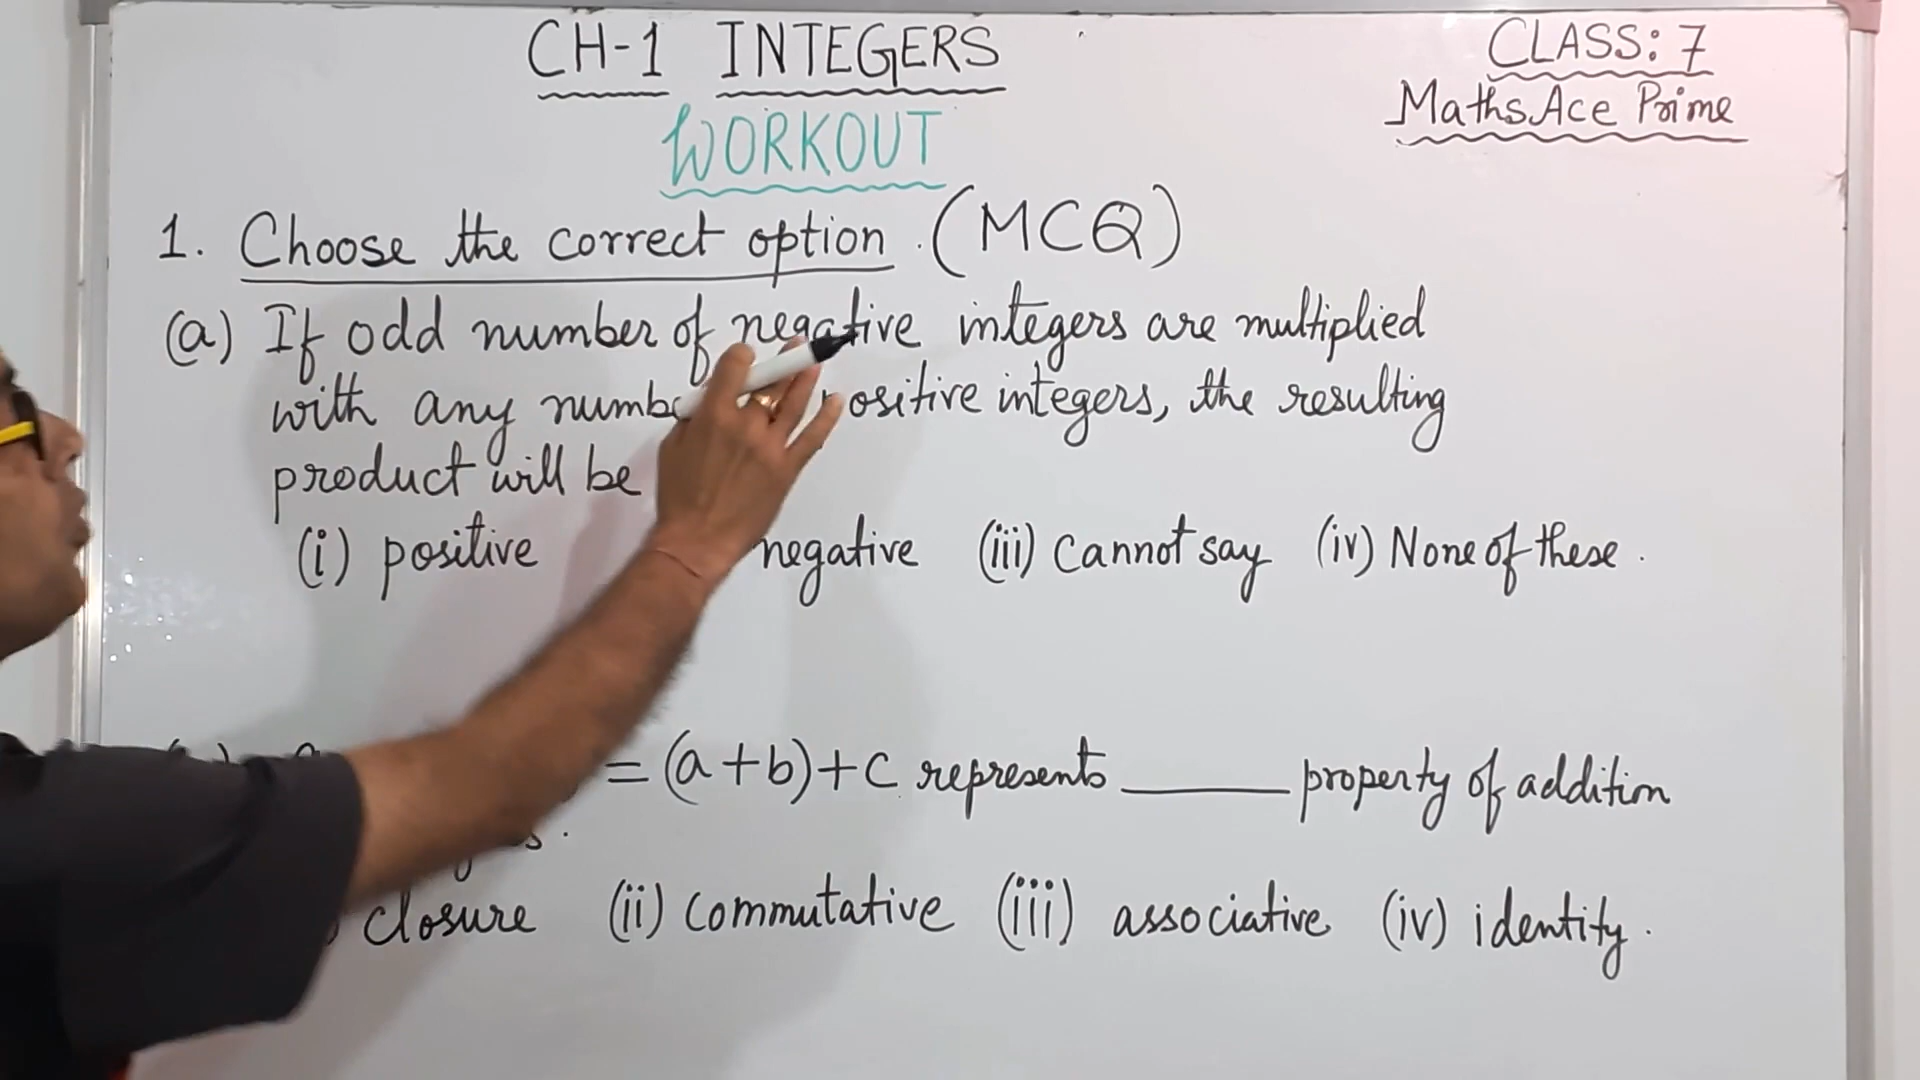 CH-1 INTEGERS
CLASS: 7
Maths Ace Prime
WORKOUT
1. Choose the correct option. (MCQ)
(a) If odd number of negative integers are multiplied
with any positive integers, the resulting
product will be
(i) positive negative (iii) Cannot say (iv) None of these.
= (a+b)+c represents ______ property of addition
closure (ii) commutative (iii) associative (iv) identity.